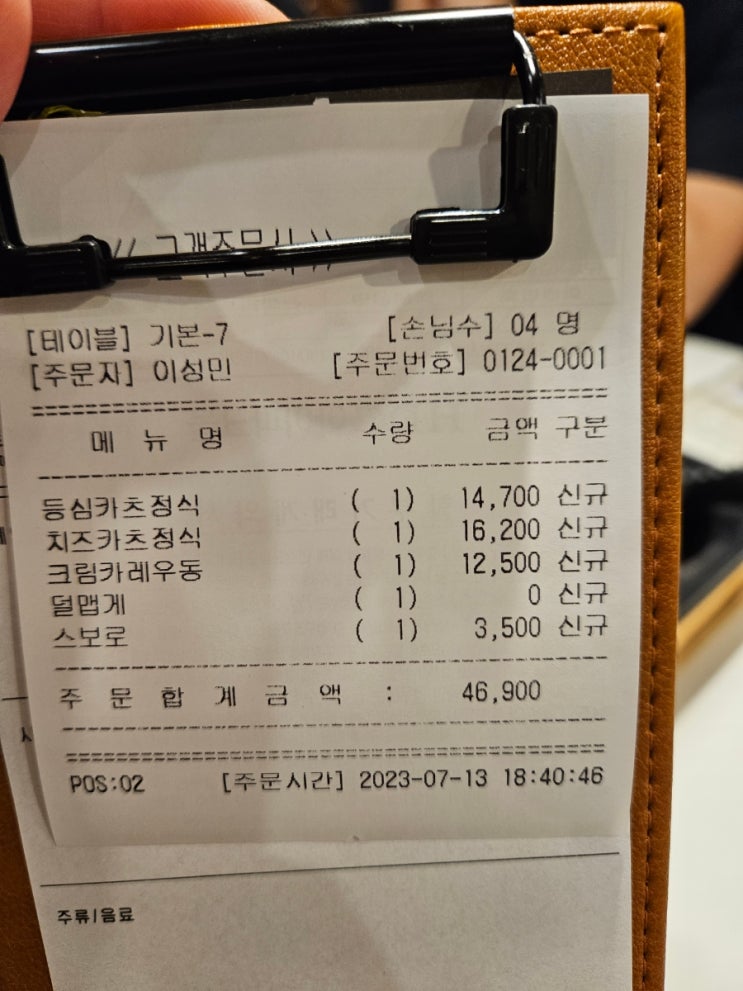 [테이블] 기본-7 [손님수] 04 명
[주문자] 이성민 [주문번호] 0124-0001
메 뉴 명 수량 금액 구분
등심카츠정식 ( 1) 14,700 신규
치즈카츠정식 ( 1) 16,200 신규
크림카레우동 ( 1) 12,500 신규
덜맵게 ( 1) 0 신규
스보로 ( 1) 3,500 신규
주 문 합 계 금 액 : 46,900
POS:02 [주문시간] 2023-07-13 18:40:46
주류/음료